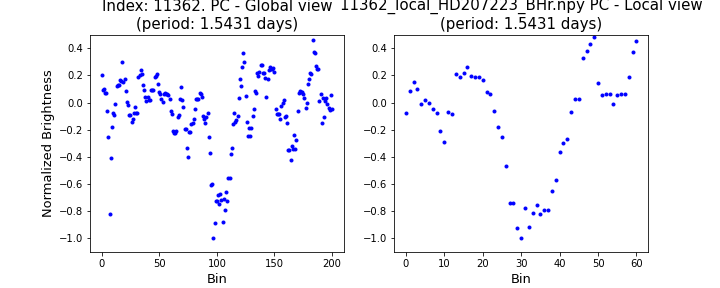 Index: 11362. PC - Global view
(period: 1.5431 days)
11362_local_HD207223_BHr.npy PC - Local view
(period: 1.5431 days)
Normalized Brightness
0.4
0.2
0.0
−0.2
−0.4
−0.6
−0.8
−1.0
0 50 100 150 200
Bin
0.4
0.2
0.0
−0.2
−0.4
−0.6
−0.8
−1.0
0 20 40 60
Bin